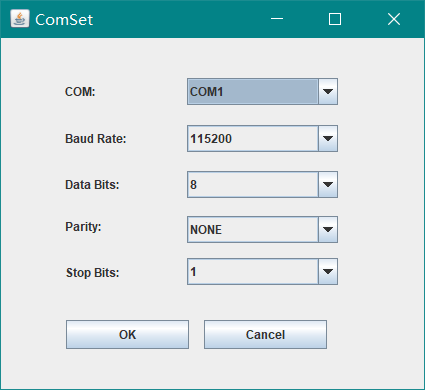 ComSet
COM: COM1
Baud Rate: 115200
Data Bits: 8
Parity: NONE
Stop Bits: 1
OK Cancel